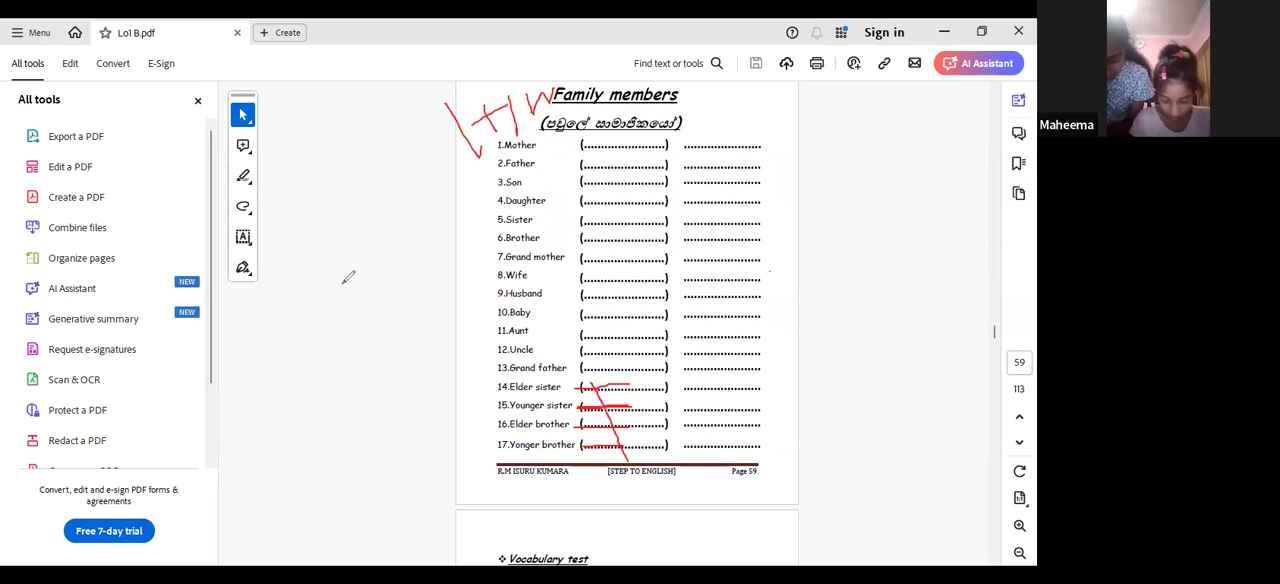 Menu
Lo1 B.pdf
Create
Sign in
All tools
Edit
Convert
E-Sign
Find text or tools
AI Assistant
All tools
Export a PDF
Edit a PDF
Create a PDF
Combine files
Organize pages
AI Assistant NEW
Generative summary NEW
Request e-signatures
Scan & OCR
Protect a PDF
Redact a PDF
Convert, edit and e-sign PDF forms &
agreements
Free 7-day trial
HW
Family members
(පවුලේ සාමාජිකයෝ)
1.Mother (........................) .......................
2.Father (........................) .......................
3.Son (........................) .......................
4.Daughter (........................) .......................
5.Sister (........................) .......................
6.Brother (........................) .......................
7.Grand mother (........................) .......................
8.Wife (........................) .......................
9.Husband (........................) .......................
10.Baby (........................) .......................
11.Aunt (........................) .......................
12.Uncle (........................) .......................
13.Grand father (........................) .......................
14.Elder sister (........................) .......................
15.Younger sister (........................) .......................
16.Elder brother (........................) .......................
17.Yonger brother (........................) .......................
R.M ISURU KUMARA [STEP TO ENGLISH] Page 59
❖ Vocabulary test
59
113
Maheema